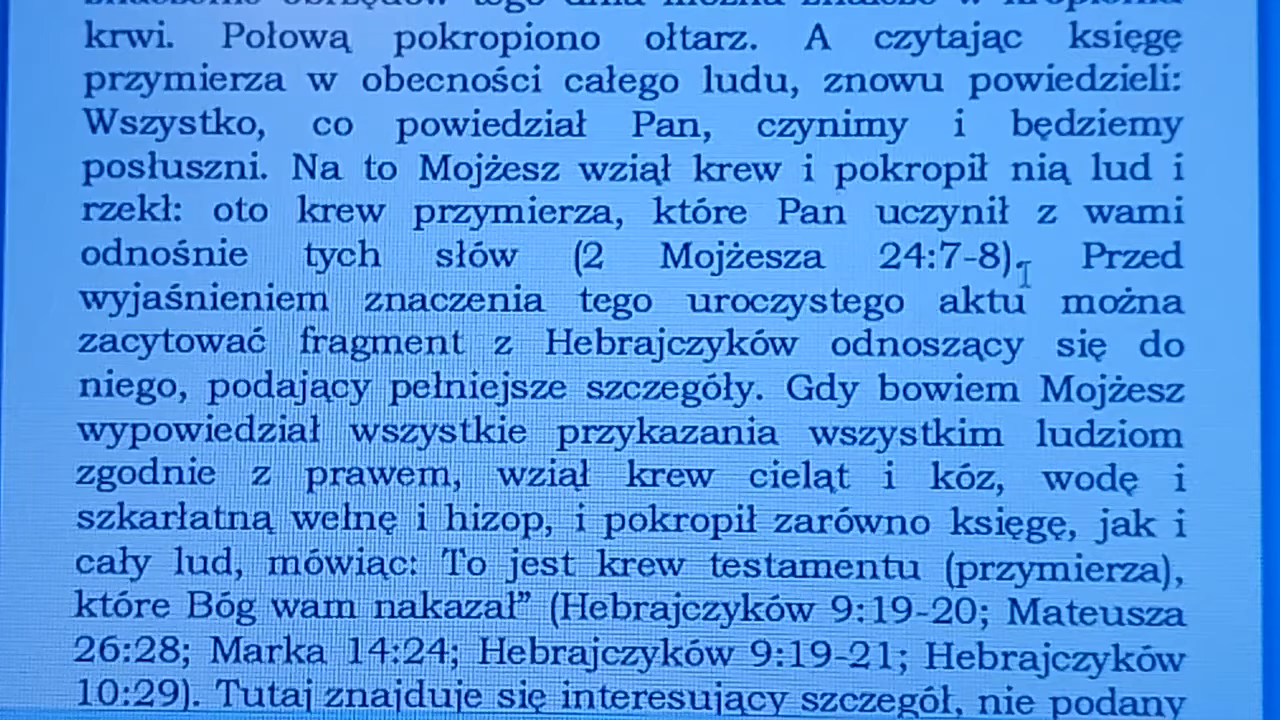 krwi. Połową pokropiono ołtarz. A czytając księgę
przymierza w obecności całego ludu, znowu powiedzieli:
Wszystko, co powiedział Pan, czynimy i będziemy
posłuszni. Na to Mojżesz wziął krew i pokropił nią lud i
rzekł: oto krew przymierza, które Pan uczynił z wami
odnośnie tych słów (2 Mojżesza 24:7-8). Przed
wyjaśnieniem znaczenia tego uroczystego aktu można
zacytować fragment z Hebrajczyków odnoszący się do
niego, podający pełniejsze szczegóły. Gdy bowiem Mojżesz
wypowiedział wszystkie przykazania wszystkim ludziom
zgodnie z prawem, wziął krew cieląt i kóz, wodę i
szkarłatną wełnę i hizop, i pokropił zarówno księgę, jak i
cały lud, mówiąc: To jest krew testamentu (przymierza),
które Bóg wam nakazał” (Hebrajczyków 9:19-20; Mateusza
26:28; Marka 14:24; Hebrajczyków 9:19-21; Hebrajczyków
10:29). Tutaj znajduje się interesujący szczegół, nie podany